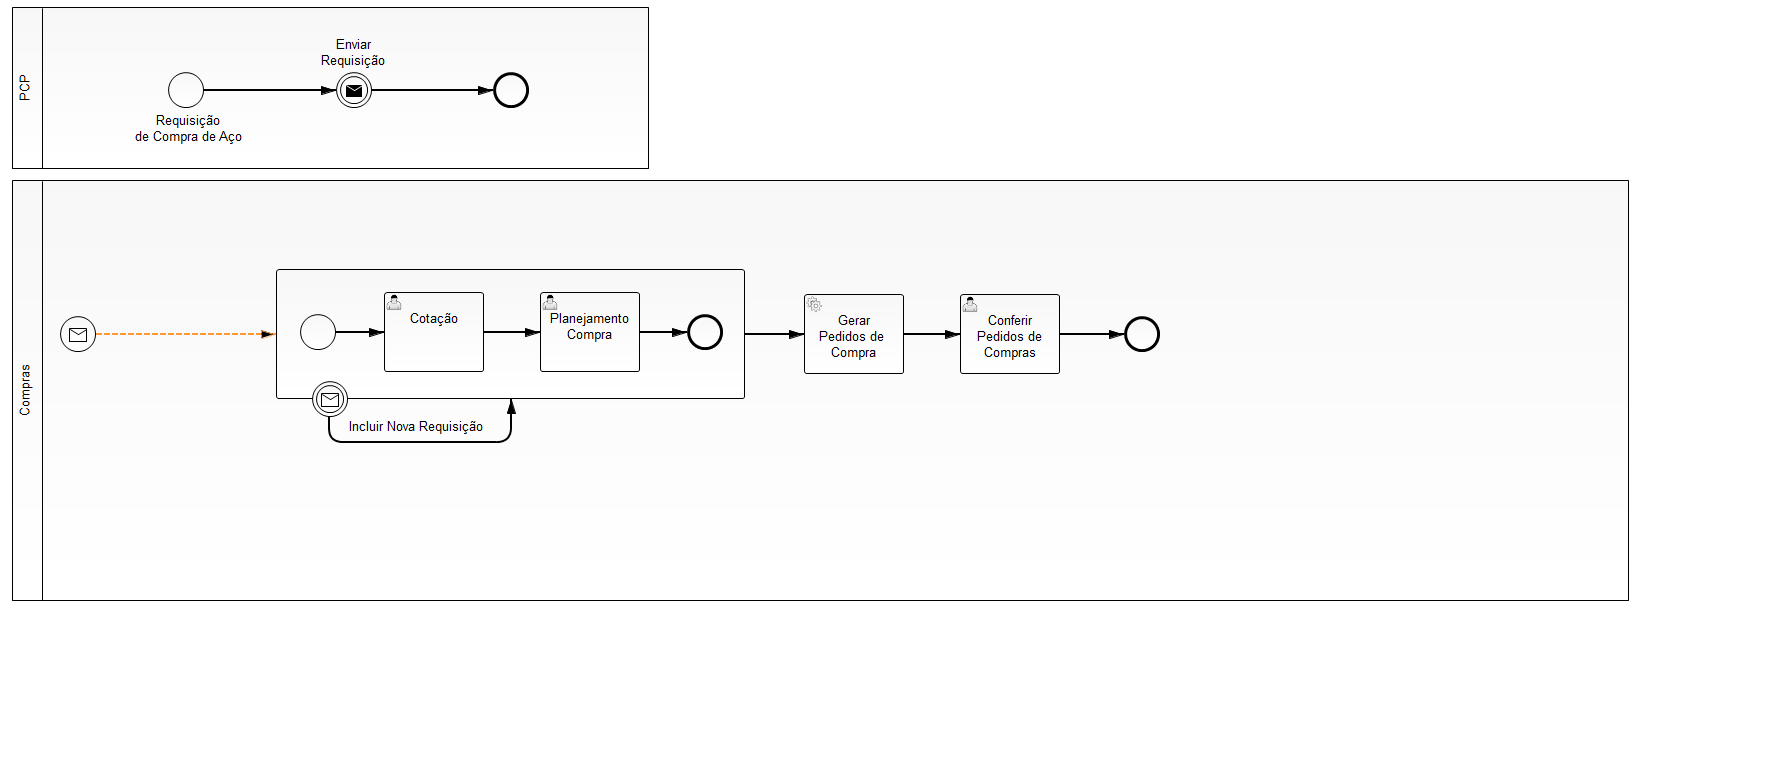 PCP
Enviar
Requisição
Requisição
de Compra de Aço
Compras
Cotação
Planejamento
Compra
Gerar
Pedidos de
Compra
Conferir
Pedidos de
Compras
Incluir Nova Requisição